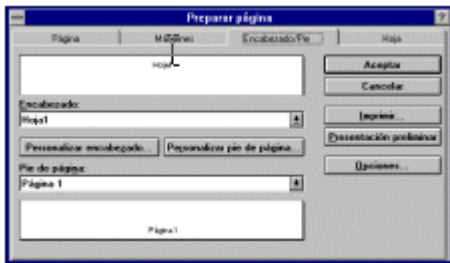 Preparar página
?
Página Márgenes Encabezado/Pie Hoja
Hoja1
Aceptar
Cancelar
Encabezado:
Hoja1
Imprimir...
Presentación preliminar
Personalizar encabezado... Personalizar pie de página...
Opciones...
Pie de página:
Página 1
Página 1